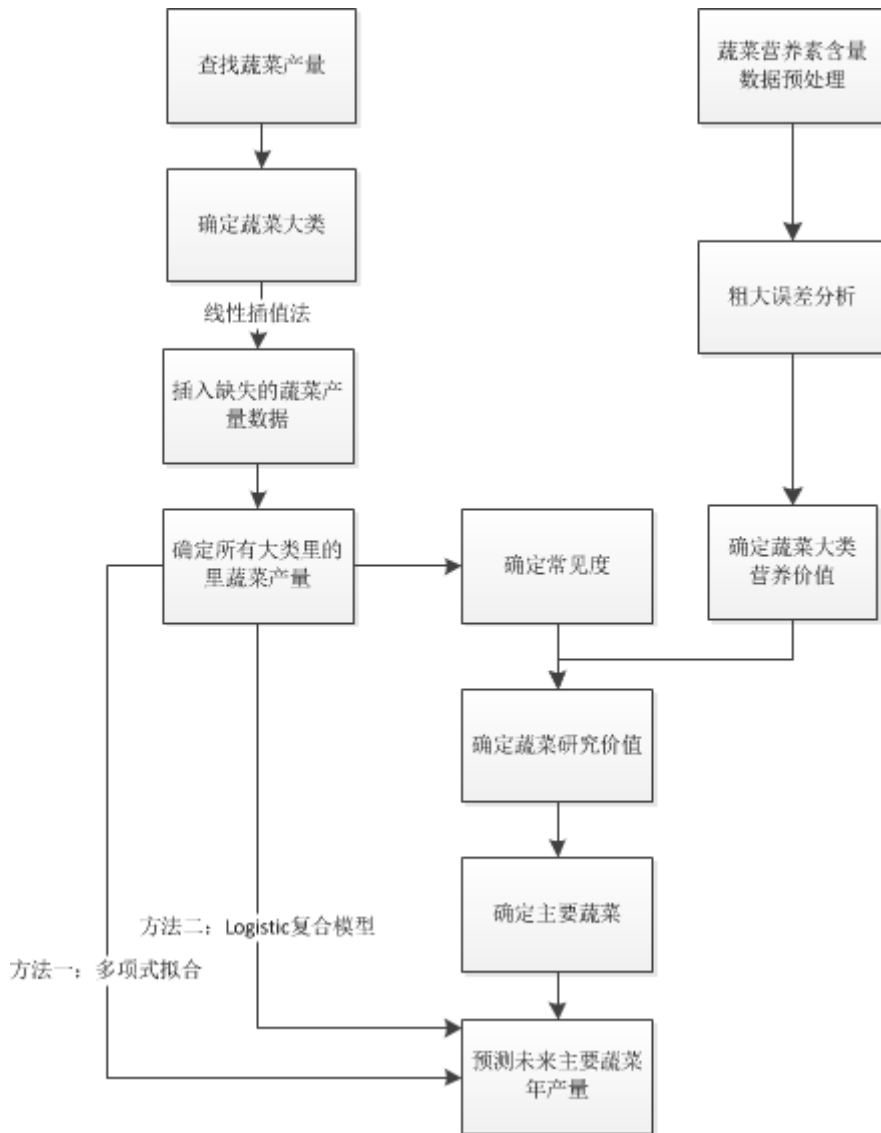 查找蔬菜产量
蔬菜营养素含量
数据预处理
确定蔬菜大类
粗大误差分析
线性插值法
插入缺失的蔬菜产
量数据
确定所有大类里的
里蔬菜产量
确定常见度
确定蔬菜大类
营养价值
确定蔬菜研究价值
确定主要蔬菜
方法二：Logistic复合模型
方法一：多项式拟合
预测未来主要蔬菜
年产量